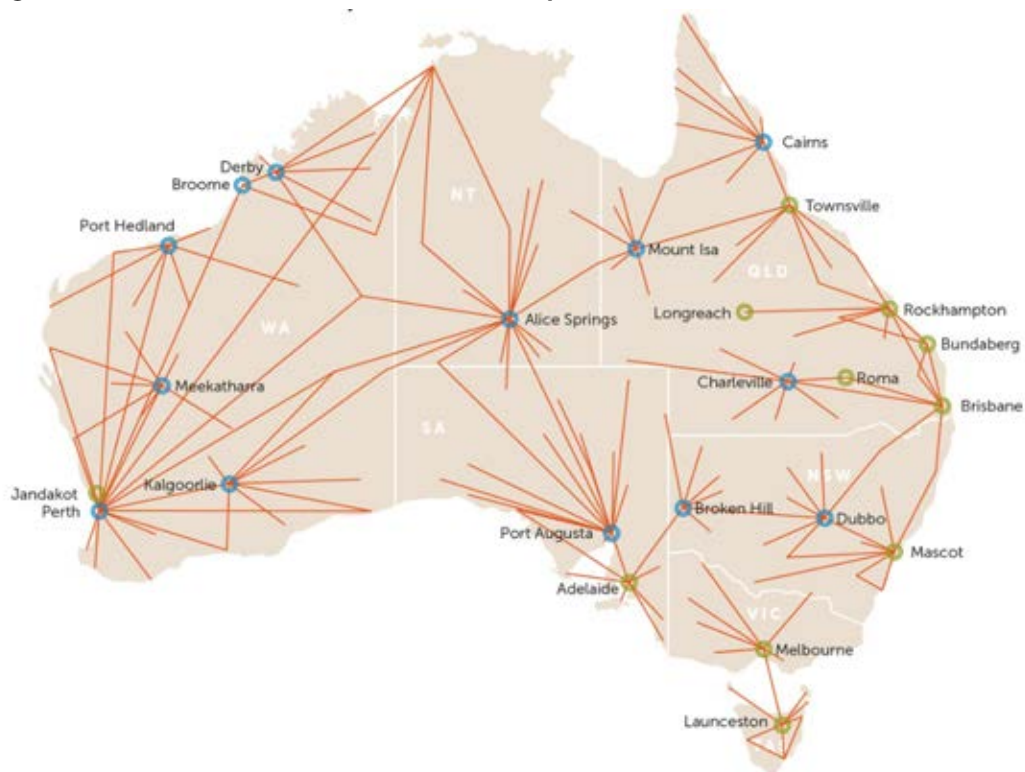 Cairns
Derby
Broome
NT
Townsville
Port Hedland
Mount Isa
QLD
Longreach
Rockhampton
Alice Springs
WA
Bundaberg
Charleville
Roma
Meekatharra
Brisbane
SA
NSW
Kalgoorlie
Jandakot
Perth
Broken Hill
Dubbo
Port Augusta
Mascot
Adelaide
VIC
Melbourne
Launceston